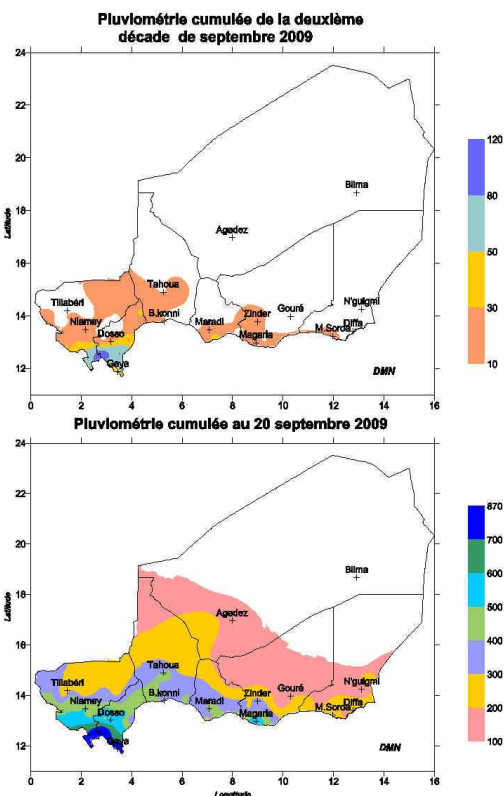 Pluviométrie cumulée de la deuxième
décade de septembre 2009
24
22
20
18
16
14
12
Latitude
Bilma
Agadez
Tahoua
Tillabéri
Niamey
B.konni
Dosso
Gaya
Maradi
Zinder
Gouré
Magaria
N'guigmi
Diffa
M.Soroa
DMN
0 2 4 6 8 10 12 14 16
120
80
50
30
10
Pluviométrie cumulée au 20 septembre 2009
24
22
20
18
16
14
12
Latitude
Bilma
Agadez
Tahoua
Tillabéri
Niamey
B.konni
Dosso
Gaya
Maradi
Zinder
Gouré
Magaria
N'guigmi
Diffa
M.Soroa
DMN
0 2 4 6 8 10 12 14 16
Longitude
870
700
600
500
400
300
200
100